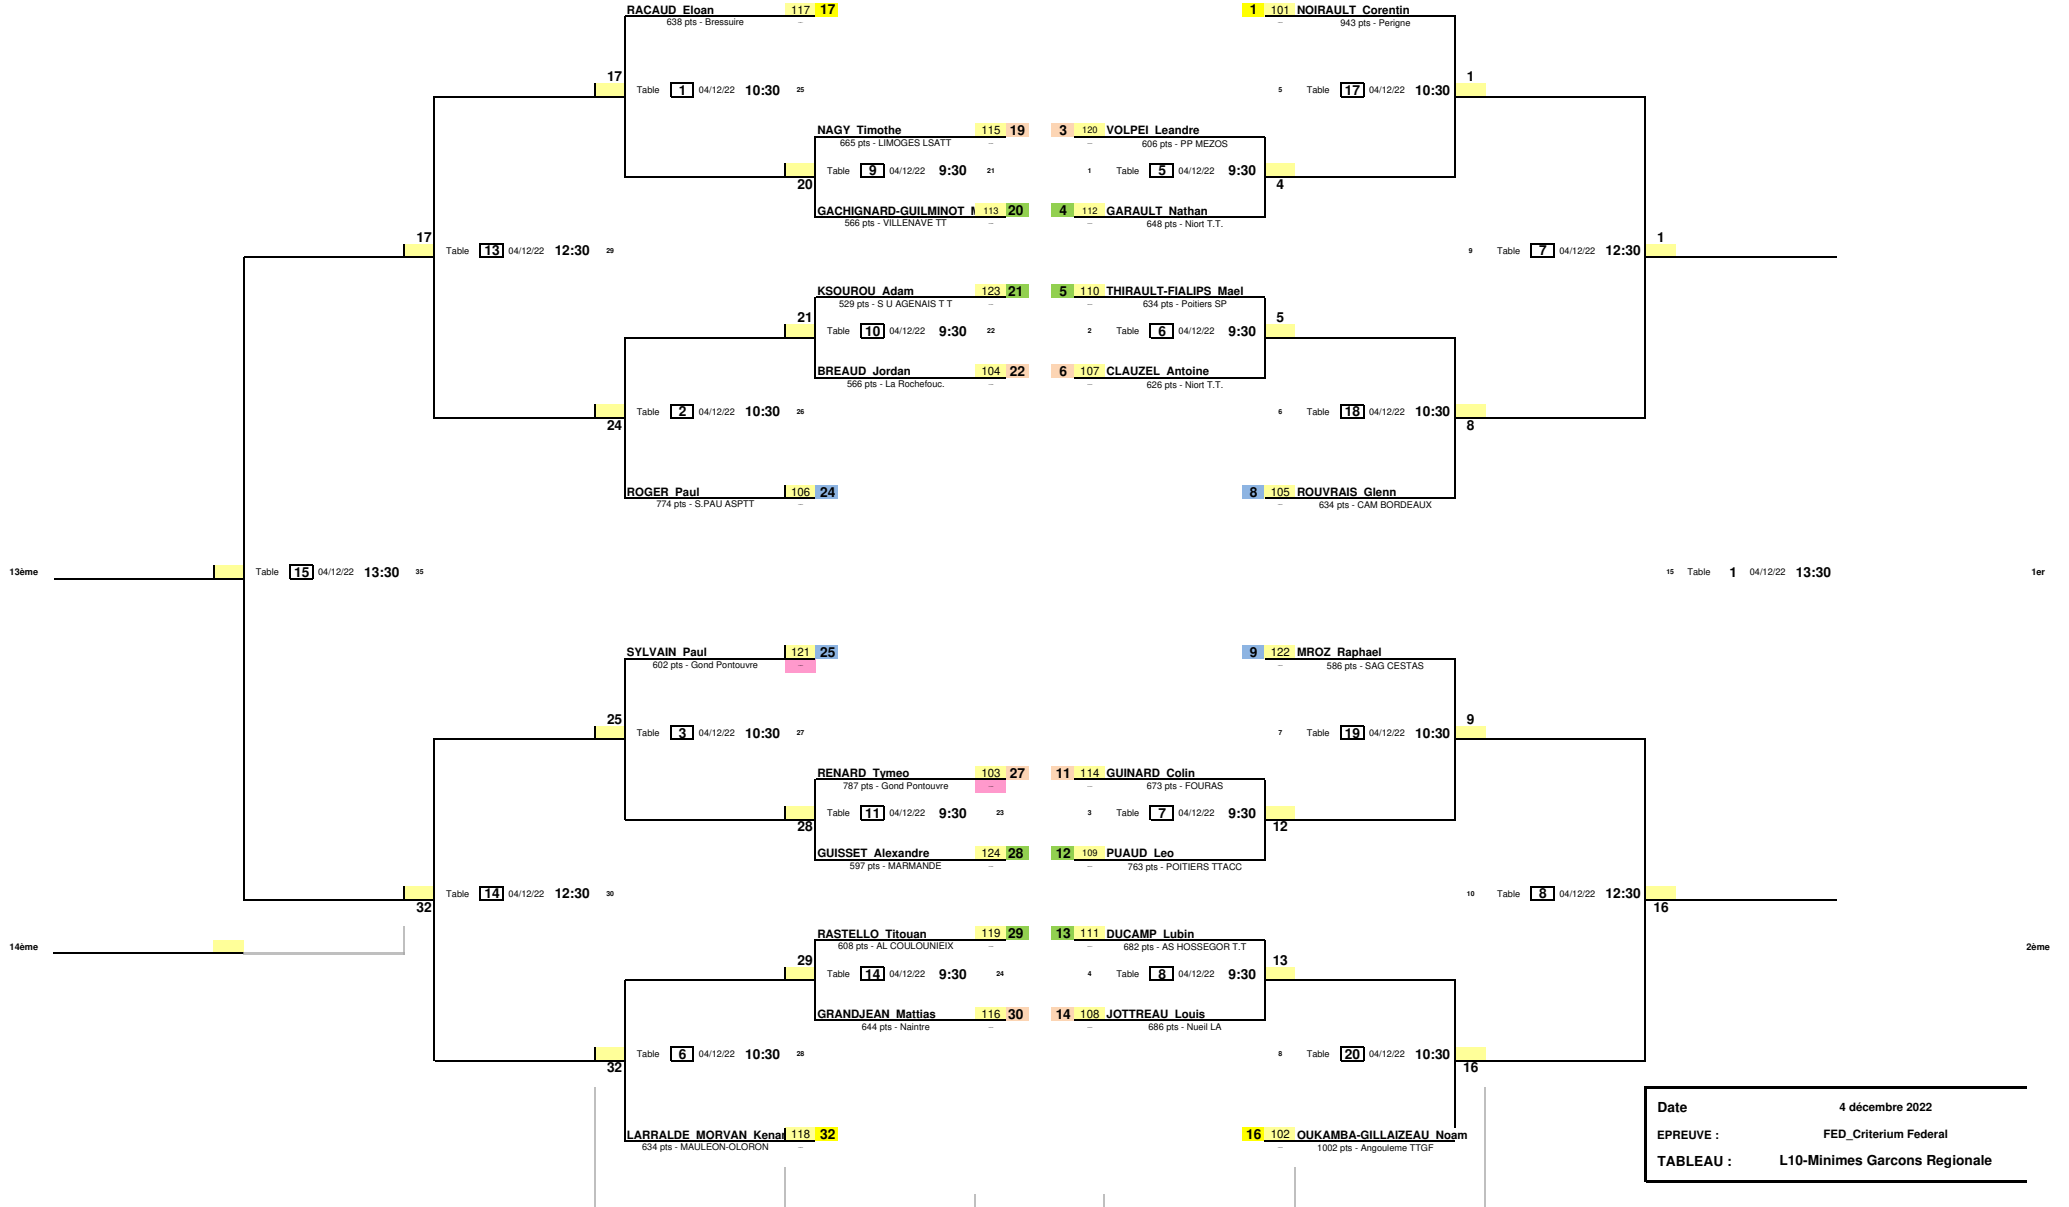 RACAUD Eloan 117 17 1 101 NOIRAULT Corentin
638 pts - Bressuire – – 943 pts - Perigne
17 1
Table 1 04/12/22 10:30 25 5 Table 17 04/12/22 10:30
NAGY Timothe 115 19 3 120 VOLPEI Leandre
665 pts - LIMOGES LSATT – – 606 pts - PP MEZOS
Table 9 04/12/22 9:30 21 1 Table 5 04/12/22 9:30
20 4
GACHIGNARD-GUILMINOT 113 20 4 112 GARAULT Nathan
566 pts - VILLENAVE TT – – 648 pts - Niort T.T.
17 1
Table 13 04/12/22 12:30 29 9 Table 7 04/12/22 12:30
KSOUROU Adam 123 21 5 110 THIRAULT-FIALIPS Mael
529 pts - S U AGENAIS T T – – 634 pts - Poitiers SP
21 5
Table 10 04/12/22 9:30 22 2 Table 6 04/12/22 9:30
BREAUD Jordan 104 22 6 107 CLAUZEL Antoine
566 pts - La Rochefouc. – – 626 pts - Niort T.T.
Table 2 04/12/22 10:30 26 6 Table 18 04/12/22 10:30
24 8
ROGER Paul 106 24 8 105 ROUVRAIS Glenn
774 pts - S.PAU ASPTT – – 634 pts - CAM BORDEAUX
13ème Table 15 04/12/22 13:30 35 15 Table 1 04/12/22 13:30 1er
SYLVAIN Paul 121 25 9 122 MROZ Raphael
602 pts - Gond Pontouvre – – 586 pts - SAG CESTAS
25 9
Table 3 04/12/22 10:30 27 7 Table 19 04/12/22 10:30
RENARD Tymeo 103 27 11 114 GUINARD Colin
787 pts - Gond Pontouvre – – 673 pts - FOURAS
Table 11 04/12/22 9:30 23 3 Table 7 04/12/22 9:30
28 12
GUISSET Alexandre 124 28 12 109 PUAUD Leo
597 pts - MARMANDE – – 763 pts - POITIERS TTACC
Table 14 04/12/22 12:30 30 10 Table 8 04/12/22 12:30
32 16
RASTELLO Titouan 119 29 13 111 DUCAMP Lubin
14ème 608 pts - AL COULOUNIEIX – – 682 pts - AS HOSSEGOR T.T 2ème
29 13
Table 14 04/12/22 9:30 24 4 Table 8 04/12/22 9:30
GRANDJEAN Mattias 116 30 14 108 JOTTREAU Louis
644 pts - Naintre – – 686 pts - Nueil LA
Table 6 04/12/22 10:30 28 8 Table 20 04/12/22 10:30
32 16
Date 4 décembre 2022
LARRALDE MORVAN Kenan 118 32 16 102 OUKAMBA-GILLAIZEAU Noam
EPREUVE : FED_Criterium Federal
634 pts - MAULEON-OLORON – – 1002 pts - Angouleme TTGF
TABLEAU : L10-Minimes Garcons Regionale